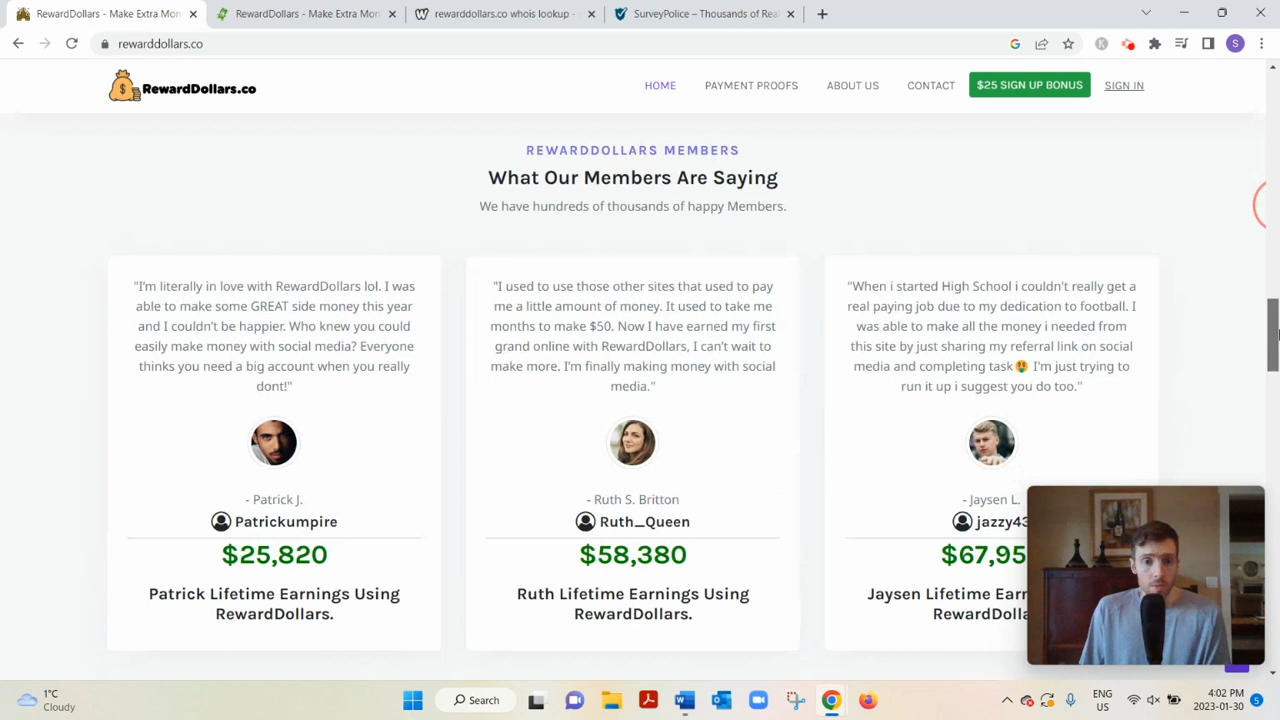 RewardDollars - Make Extra Mon
RewardDollars - Make Extra Mon
rewarddollars.co whois lookup -
SurveyPolice – Thousands of Real
rewarddollars.co
S
RewardDollars.co
HOME
PAYMENT PROOFS
ABOUT US
CONTACT
$25 SIGN UP BONUS
SIGN IN
REWARDDOLLARS MEMBERS
What Our Members Are Saying
We have hundreds of thousands of happy Members.
"I'm literally in love with RewardDollars lol. I was
able to make some GREAT side money this year
and I couldn't be happier. Who knew you could
easily make money with social media? Everyone
thinks you need a big account when you really
dont!"
- Patrick J.
Patrickumpire
$25,820
Patrick Lifetime Earnings Using
RewardDollars.
"I used to use those other sites that used to pay
me a little amount of money. It used to take me
months to make $50. Now I have earned my first
grand online with RewardDollars, I can't wait to
make more. I'm finally making money with social
media."
- Ruth S. Britton
Ruth_Queen
$58,380
Ruth Lifetime Earnings Using
RewardDollars.
"When i started High School i couldn't really get a
real paying job due to my dedication to football. I
was able to make all the money i needed from
this site by just sharing my referral link on social
media and completing task🤑 I'm just trying to
run it up i suggest you do too."
- Jaysen L.
jazzy43
$67,95
Jaysen Lifetime Earn
RewardDolla
1°C
Cloudy
Search
ENG
US
4:02 PM
2023-01-30
5